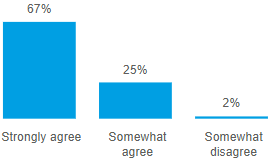 67%
25%
2%
Strongly agree
Somewhat
agree
Somewhat
disagree